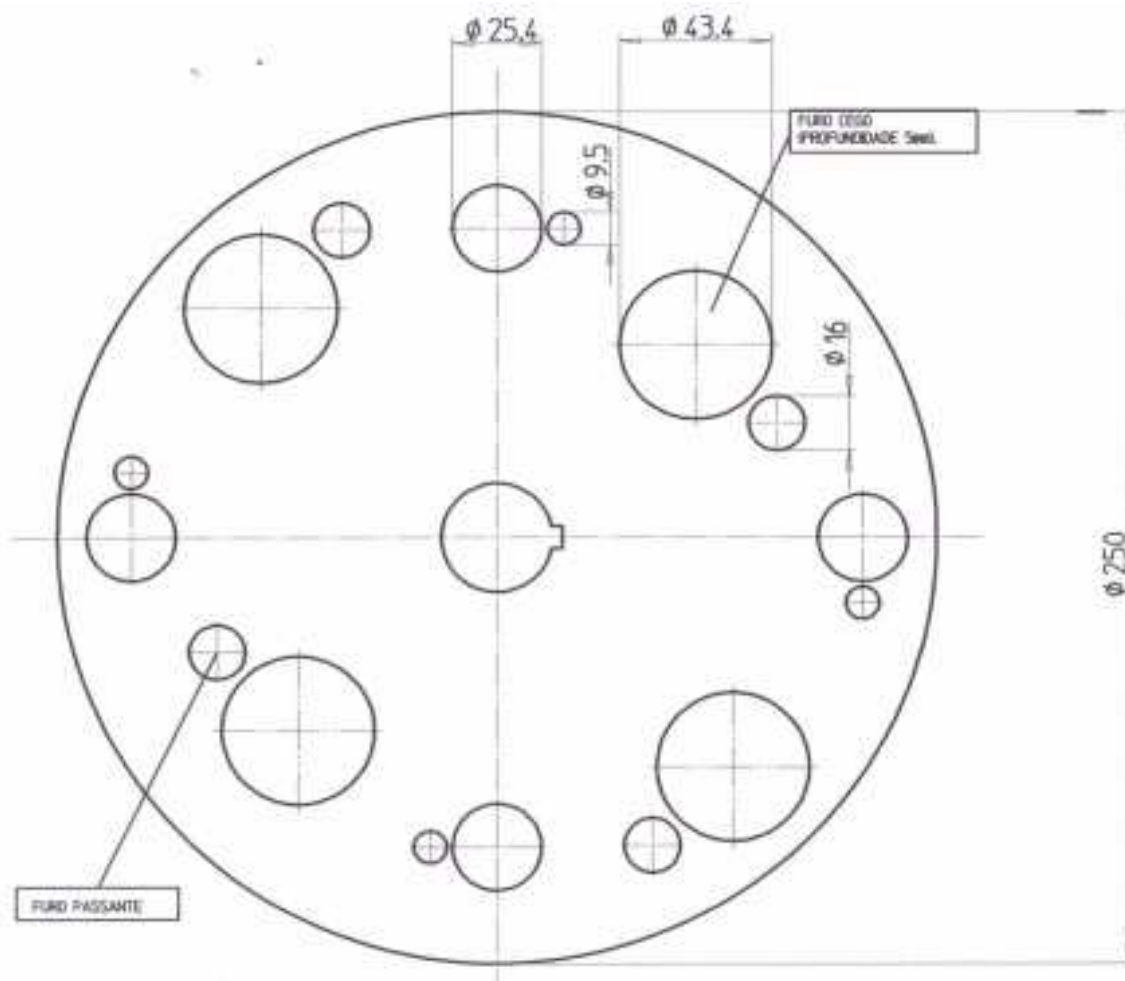 Ø 25,4
Ø 43,4
FURO CEGO
(PROFUNDIDADE 5mm).
Ø 9,5
Ø 16
Ø 250
FURO PASSANTE